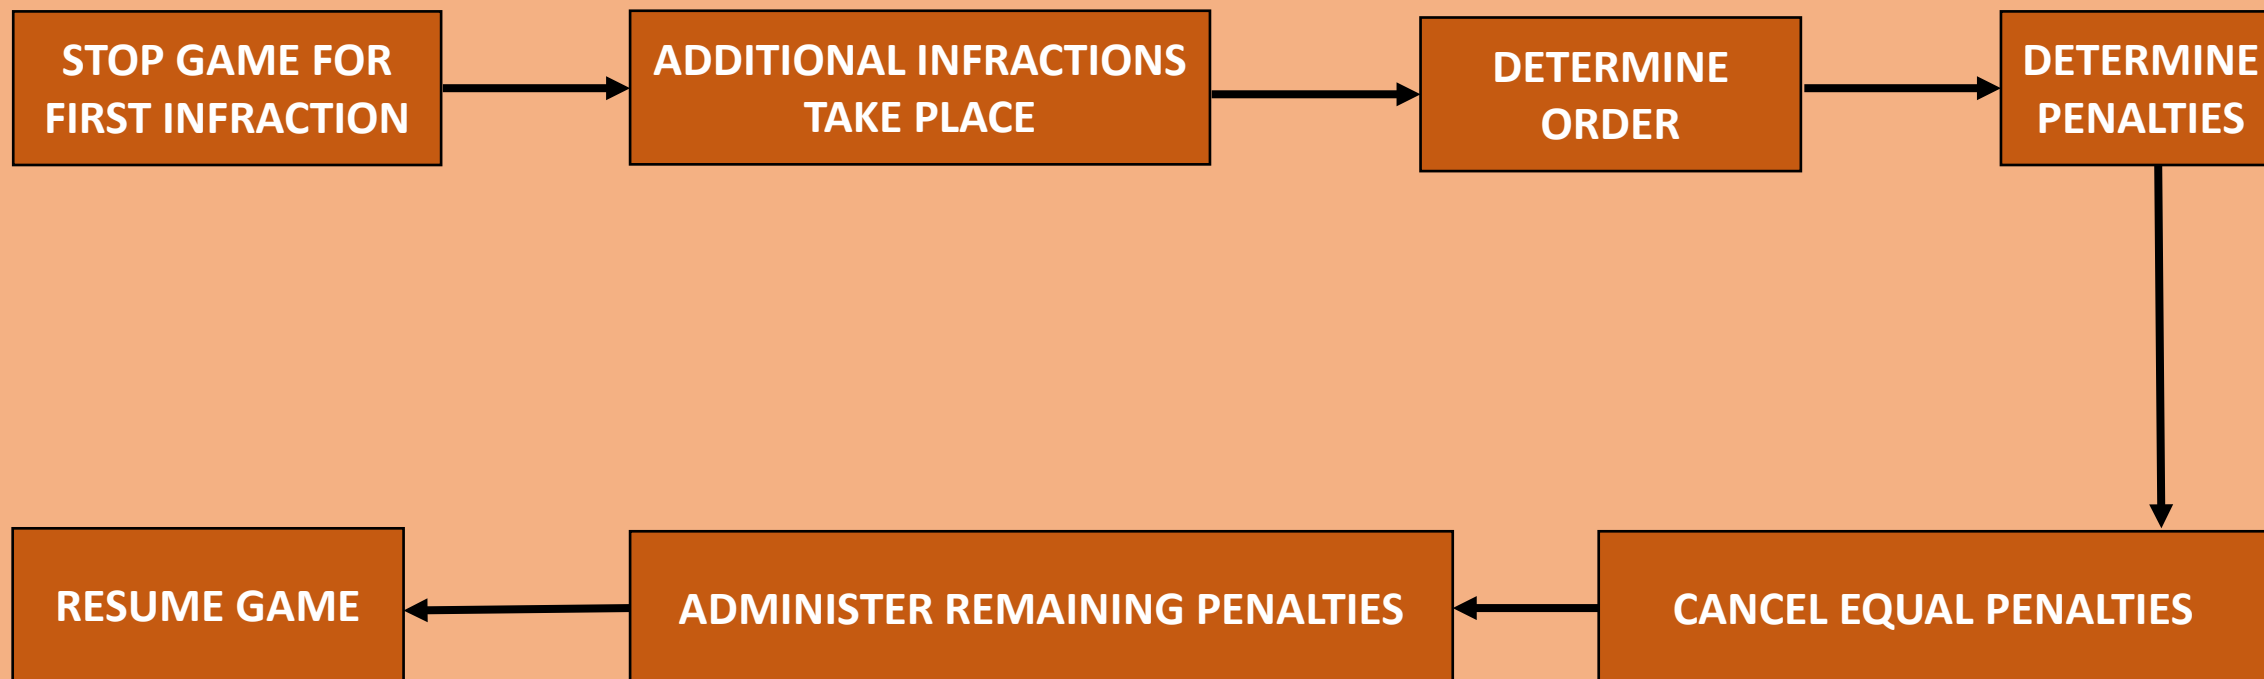 STOP GAME FOR
FIRST INFRACTION
ADDITIONAL INFRACTIONS
TAKE PLACE
DETERMINE
ORDER
DETERMINE
PENALTIES
CANCEL EQUAL PENALTIES
ADMINISTER REMAINING PENALTIES
RESUME GAME